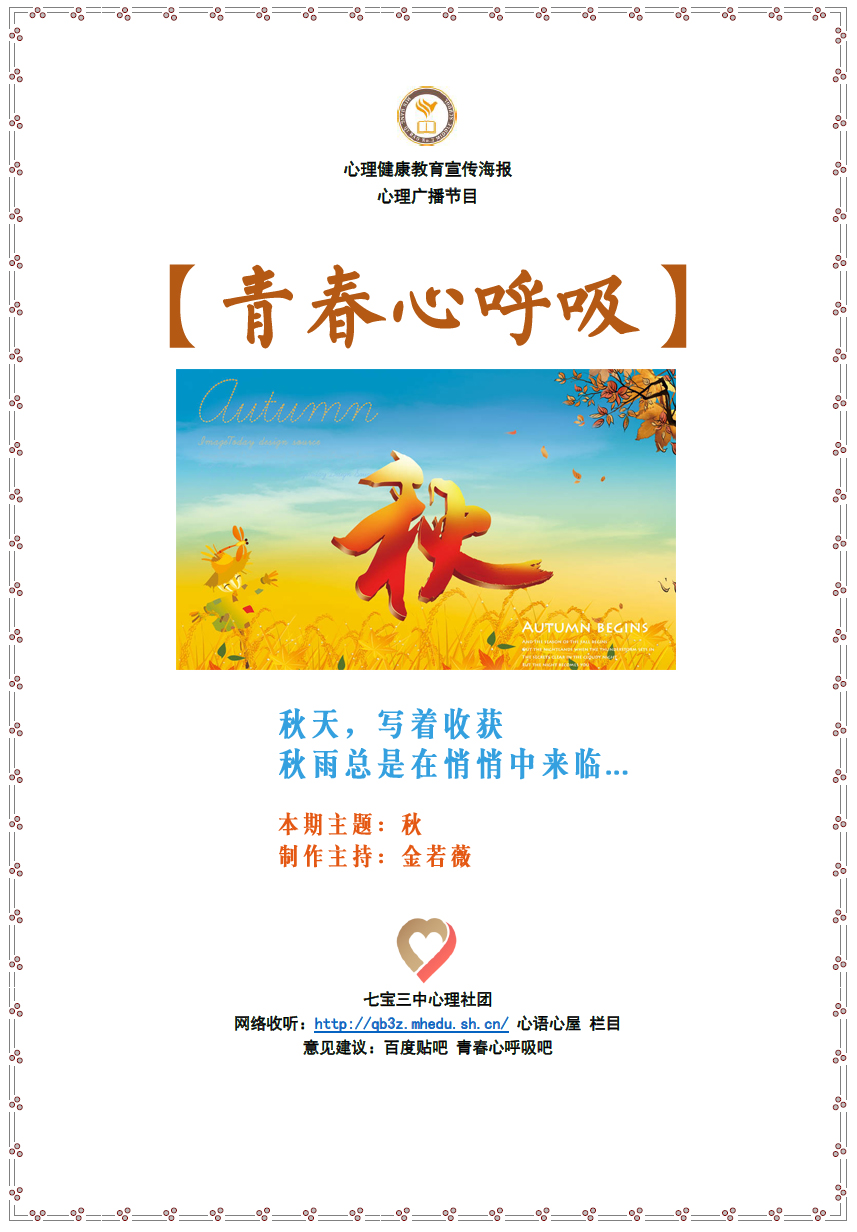 心理健康教育宣传海报
心理广播节目
【青春心呼吸】
Autumn
ImageToday design source
秋
AUTUMN BEGINS
秋天，写着收获
秋雨总是在悄悄中来临…
本期主题：秋
制作主持：金若薇
七宝三中心理社团
网络收听：http://qb3z.mhedu.sh.cn/ 心语心屋 栏目
意见建议：百度贴吧 青春心呼吸吧